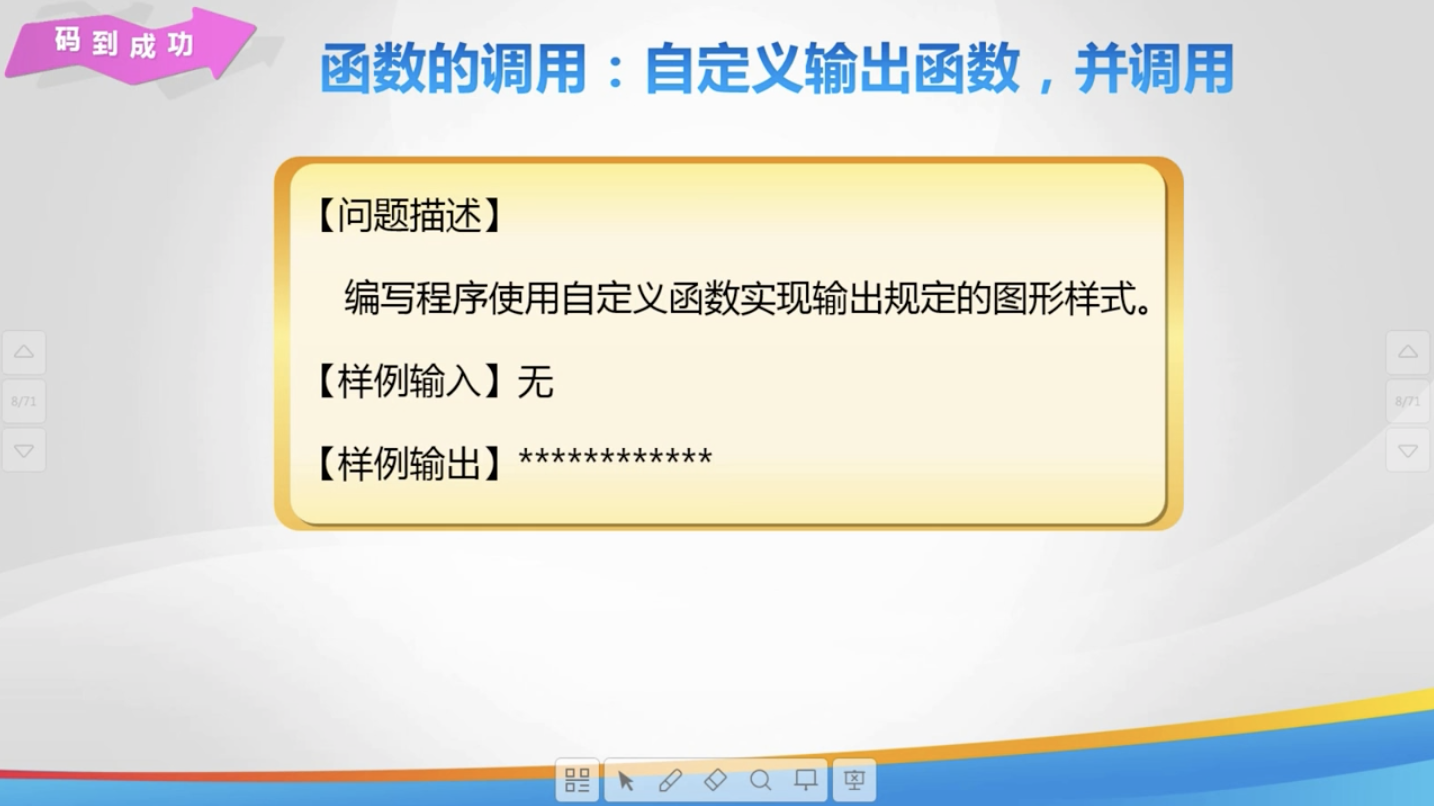 码到成功
函数的调用：自定义输出函数，并调用
【问题描述】
编写程序使用自定义函数实现输出规定的图形样式。
【样例输入】无
【样例输出】************
8/71
8/71